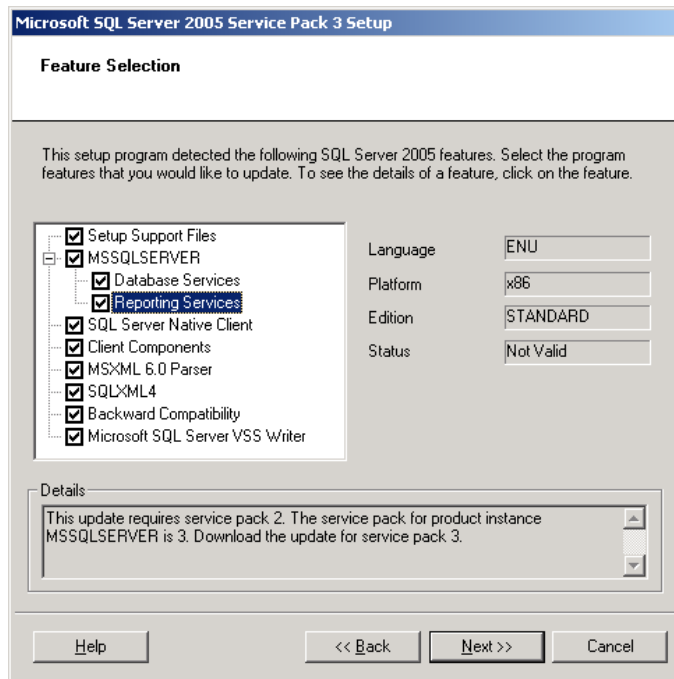 Microsoft SQL Server 2005 Service Pack 3 Setup
Feature Selection
This setup program detected the following SQL Server 2005 features. Select the program
features that you would like to update. To see the details of a feature, click on the feature.
Setup Support Files
MSSQLSERVER
Database Services
Reporting Services
SQL Server Native Client
Client Components
MSXML 6.0 Parser
SQLXML4
Backward Compatibility
Microsoft SQL Server VSS Writer
Language ENU
Platform x86
Edition STANDARD
Status Not Valid
Details
This update requires service pack 2. The service pack for product instance
MSSQLSERVER is 3. Download the update for service pack 3.
Help << Back Next >> Cancel